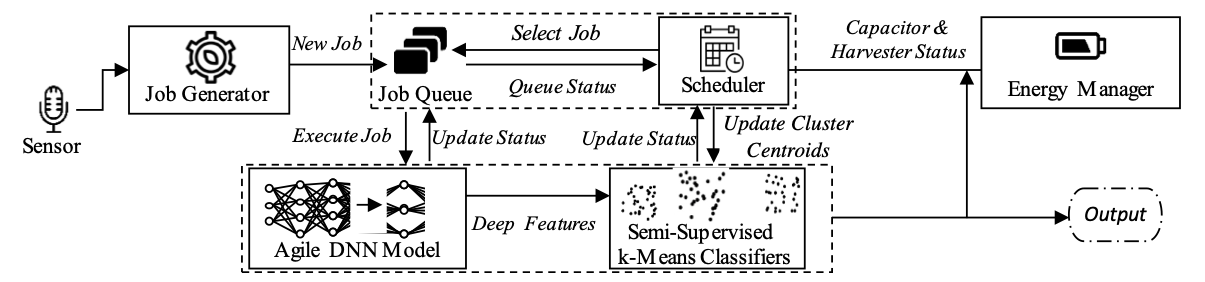 Sensor
Job Generator
New Job
Job Queue
Select Job
Queue Status
Scheduler
Capacitor &
Harvester Status
Energy Manager
Execute Job
Update Status
Update Status
Update Cluster
Centroids
Agile DNN Model
Deep Features
Semi-Supervised
k-Means Classifiers
Output